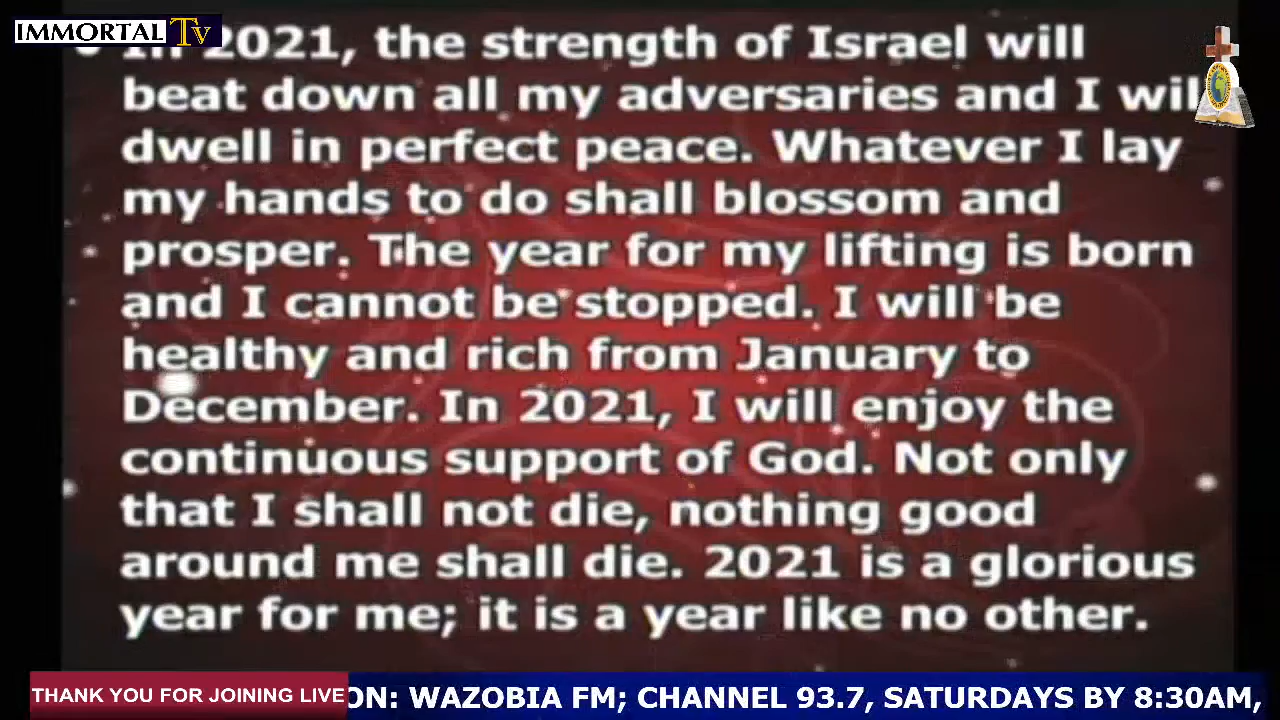 IMMORTAL Tv
In 2021, the strength of Israel will
beat down all my adversaries and I will
dwell in perfect peace. Whatever I lay
my hands to do shall blossom and
prosper. The year for my lifting is born
and I cannot be stopped. I will be
healthy and rich from January to
December. In 2021, I will enjoy the
continuous support of God. Not only
that I shall not die, nothing good
around me shall die. 2021 is a glorious
year for me; it is a year like no other.
THANK YOU FOR JOINING LIVE ON: WAZOBIA FM; CHANNEL 93.7, SATURDAYS BY 8:30AM,